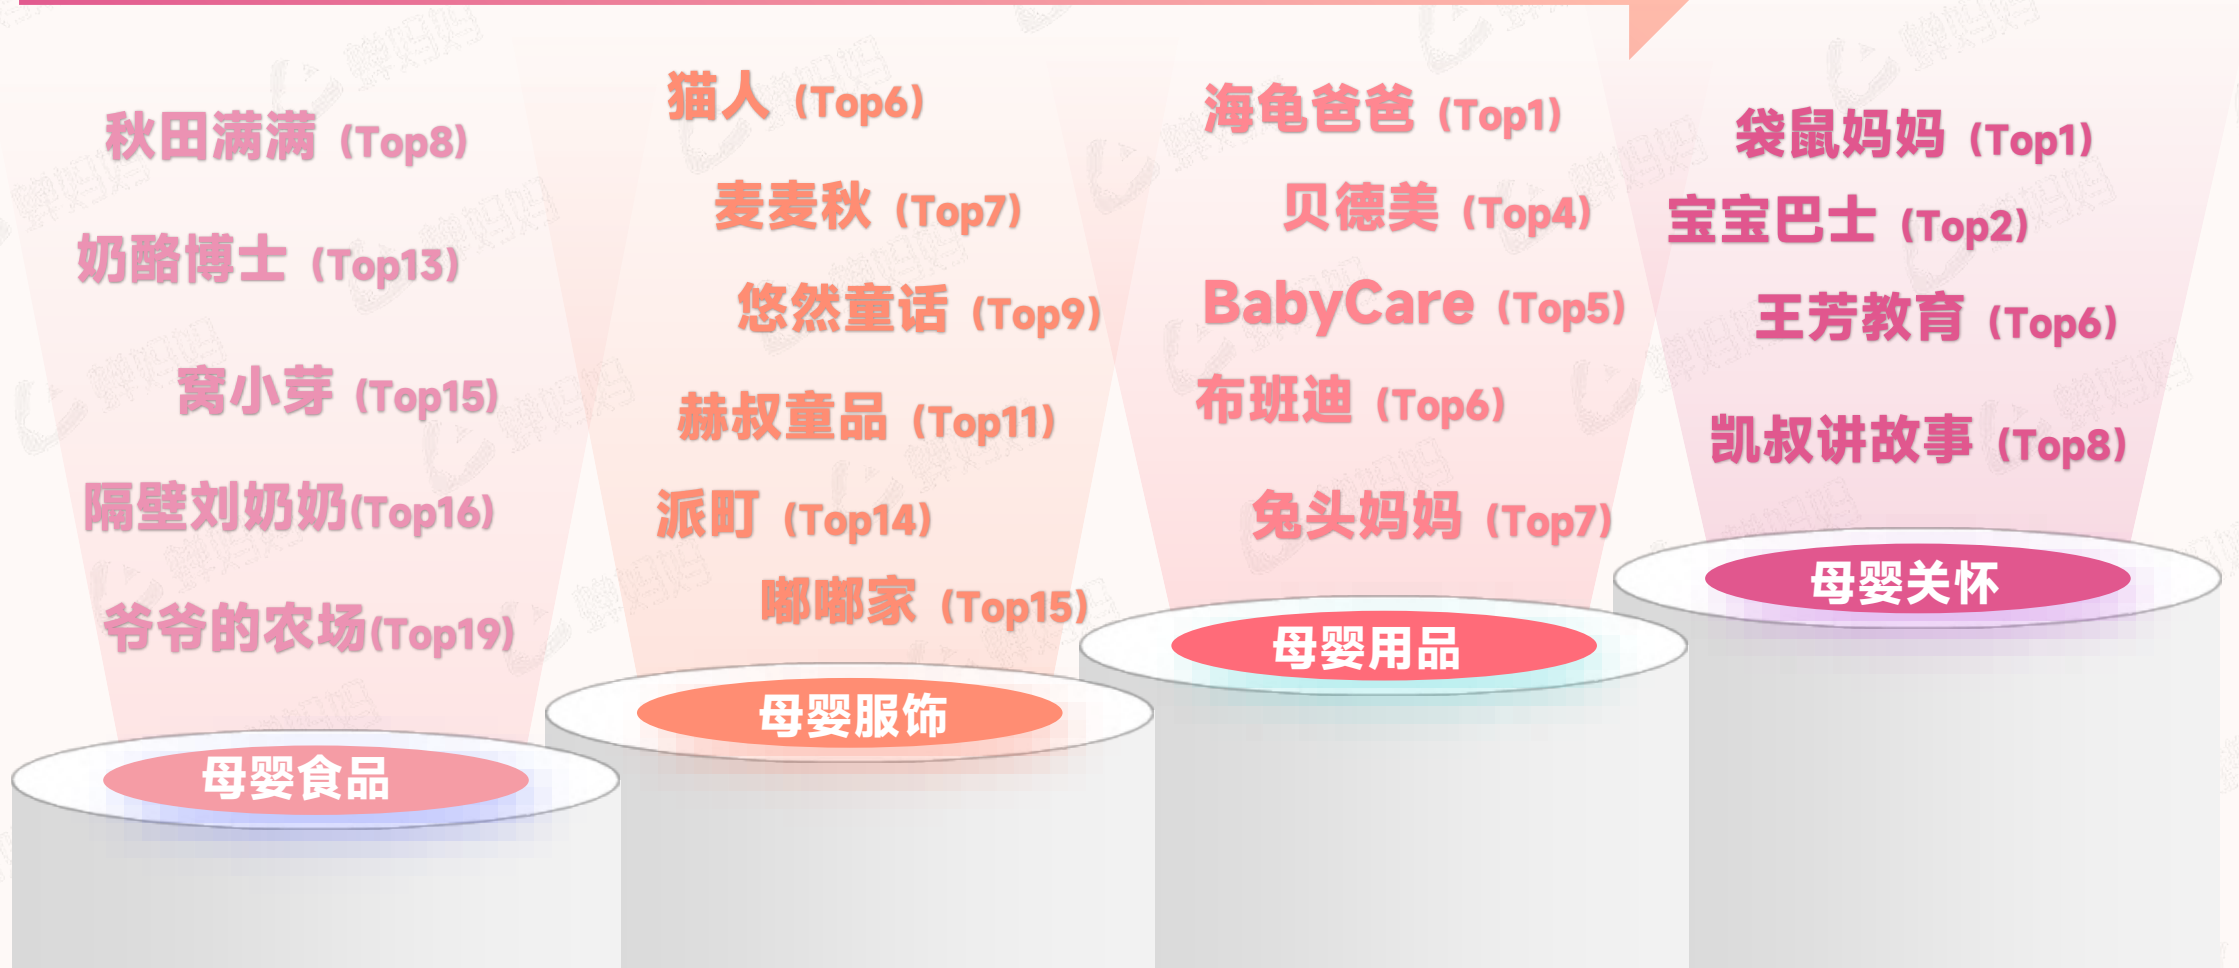 秋田满满（Top8）
奶酪博士（Top13）
窝小芽（Top15）
隔壁刘奶奶(Top16)
爷爷的农场(Top19)
母婴食品
猫人（Top6）
麦麦秋（Top7）
悠然童话（Top9）
赫叔童品（Top11）
派町（Top14）
嘟嘟家（Top15）
母婴服饰
海龟爸爸（Top1）
贝德美（Top4）
BabyCare（Top5）
布班迪（Top6）
兔头妈妈（Top7）
母婴用品
袋鼠妈妈（Top1）
宝宝巴士（Top2）
王芳教育（Top6）
凯叔讲故事（Top8）
母婴关怀
蝉妈妈